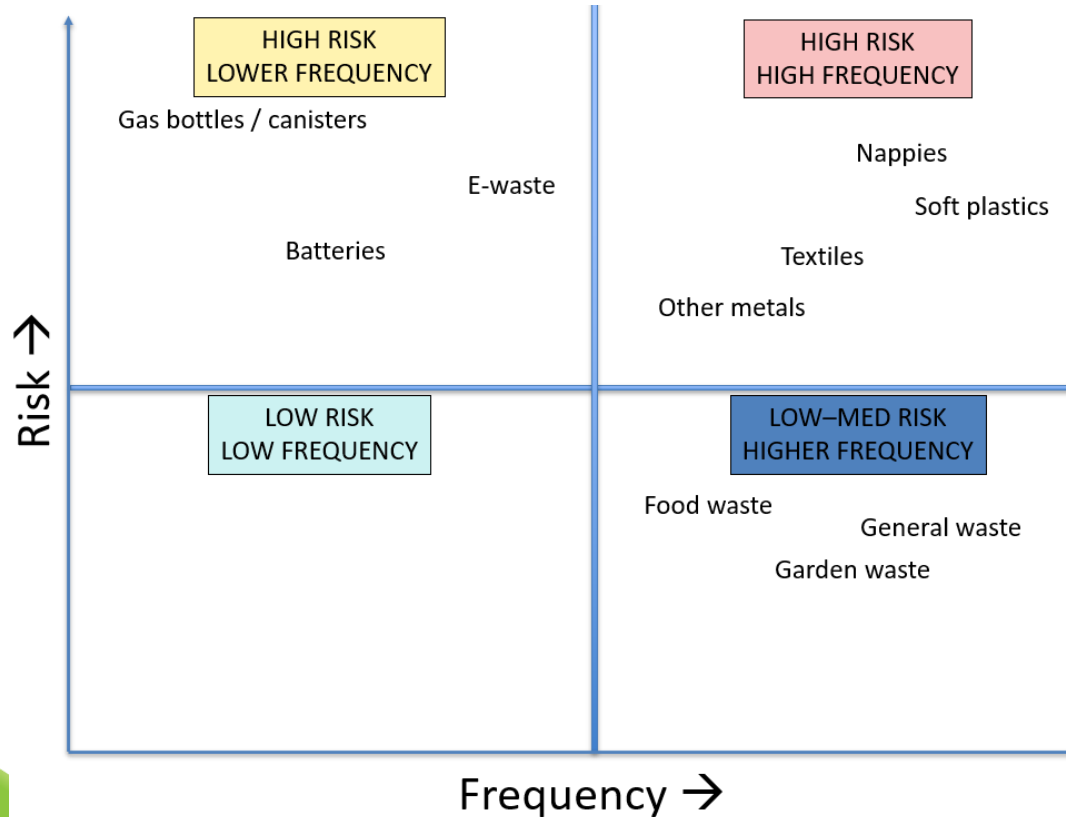 HIGH RISK
LOWER FREQUENCY
HIGH RISK
HIGH FREQUENCY
Gas bottles / canisters
Nappies
E-waste
Soft plastics
Batteries
Textiles
Other metals
Risk →
LOW RISK
LOW FREQUENCY
LOW–MED RISK
HIGHER FREQUENCY
Food waste
General waste
Garden waste
Frequency →